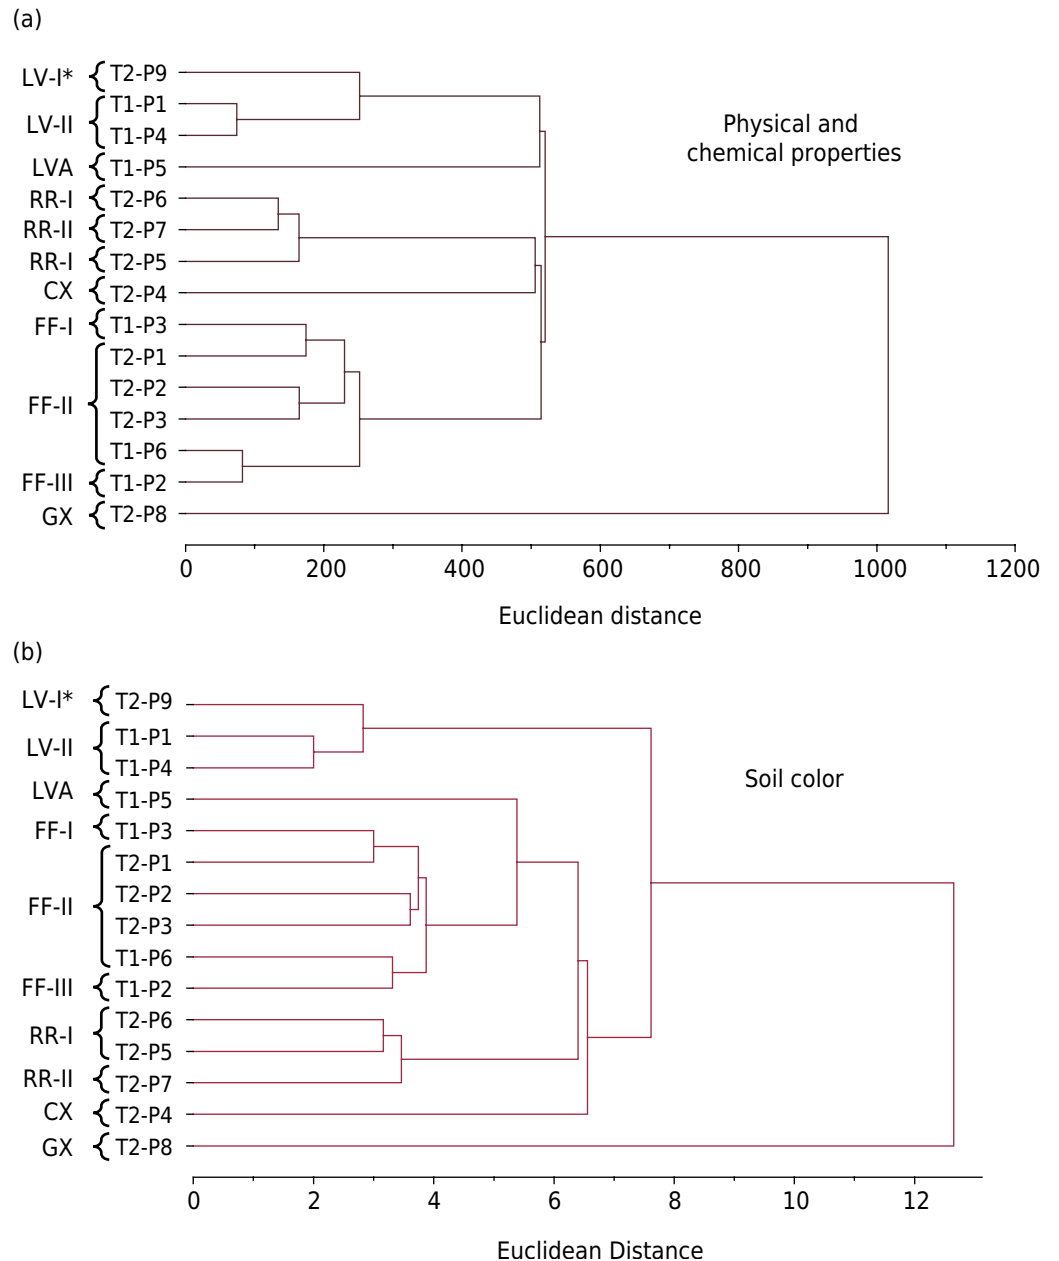 (a)
LV-I* T2-P9
LV-II T1-P1
T1-P4
LVA T1-P5
RR-I T2-P6
RR-II T2-P7
RR-I T2-P5
CX T2-P4
FF-I T1-P3
FF-II T2-P1
T2-P2
T2-P3
T1-P6
FF-III T1-P2
GX T2-P8
Physical and
chemical properties
0 200 400 600 800 1000 1200
Euclidean distance
(b)
LV-I* T2-P9
LV-II T1-P1
T1-P4
LVA T1-P5
FF-I T1-P3
FF-II T2-P1
T2-P2
T2-P3
T1-P6
FF-III T1-P2
RR-I T2-P6
T2-P5
RR-II T2-P7
CX T2-P4
GX T2-P8
Soil color
0 2 4 6 8 10 12
Euclidean Distance